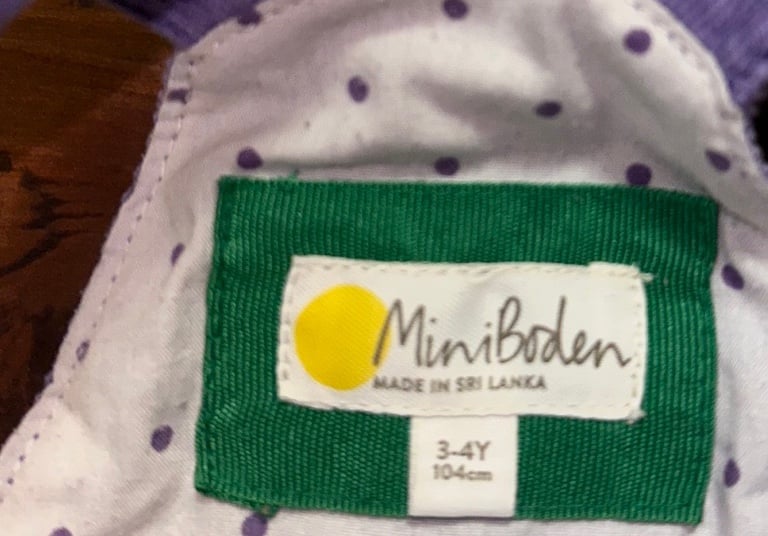 MiniBoden
MADE IN SRI LANKA
3-4Y
104cm